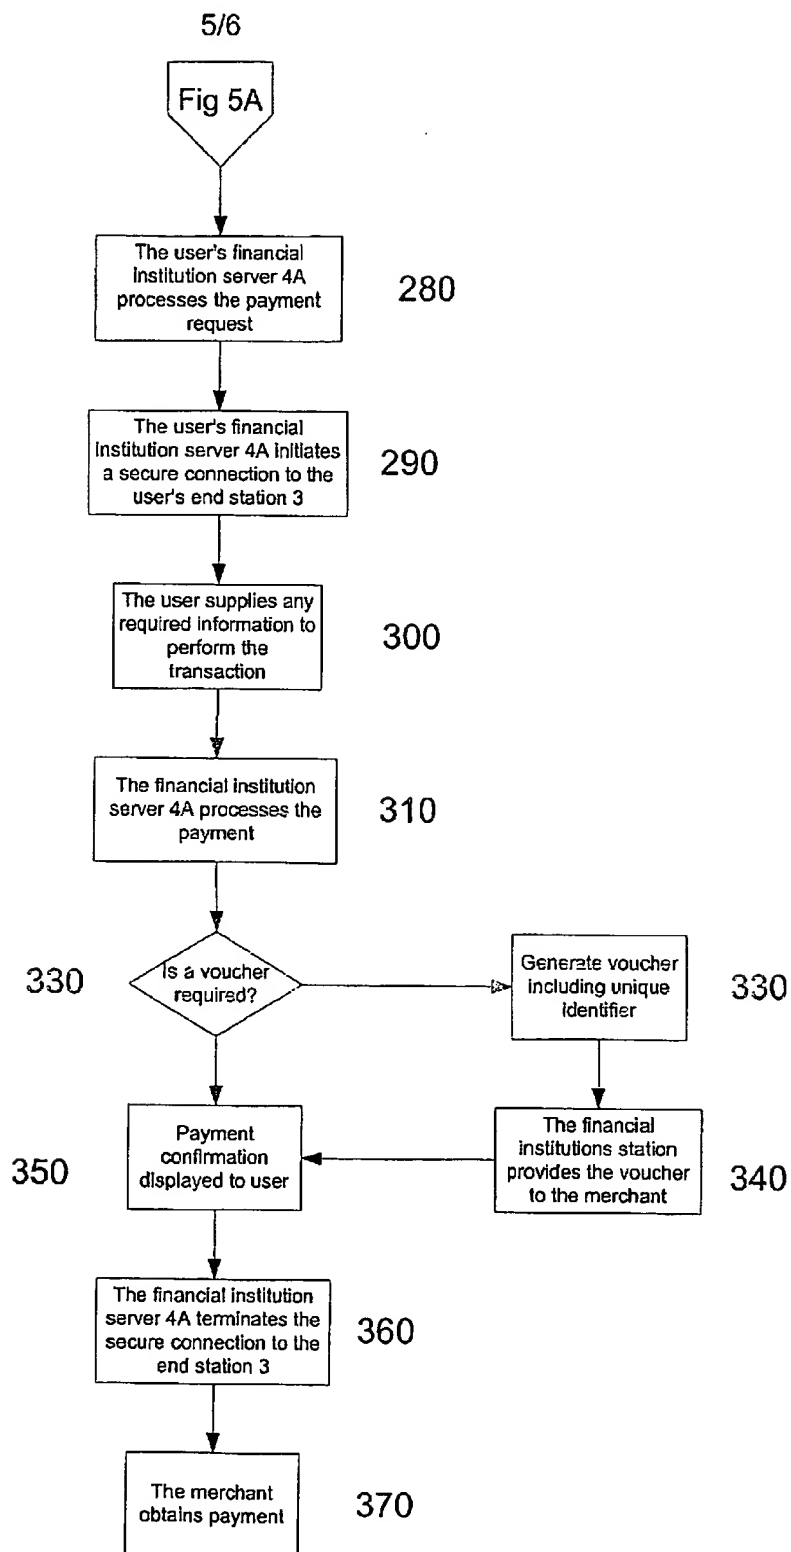 5/6
Fig 5A
The user's financial
institution server 4A
processes the payment
request
280
The user's financial
institution server 4A initiates
a secure connection to the
user's end station 3
290
The user supplies any
required information to
perform the
transaction
300
The financial institution
server 4A processes the
payment
310
330
Is a voucher
required?
Generate voucher
including unique
identifier
330
350
Payment
confirmation
displayed to user
The financial
institutions station
provides the voucher
to the merchant
340
The financial institution
server 4A terminates the
secure connection to the
end station 3
360
The merchant
obtains payment
370